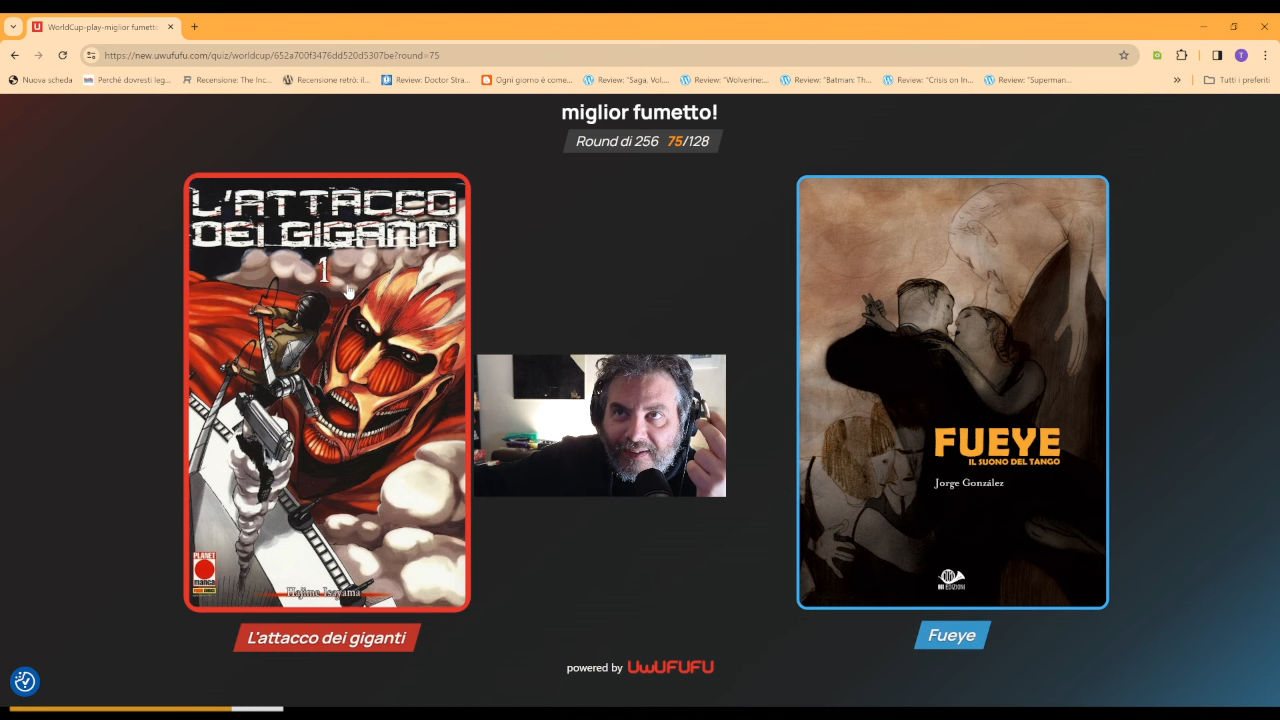 WorldCup-play-miglior fumetto
https://new.uwufufu.com/quiz/worldcup/652a700f3476dd520d5307be?round=75
T
Nuova scheda
Perché dovresti leg...
Recensione: The Inc...
Recensione retrò: il...
Review: Doctor Stra...
Ogni giorno è come...
Review: "Saga, Vol....
Review: "Wolverine:...
Review: "Batman: Th...
Review: "Crisis on In...
Review: "Superman...
»
Tutti i preferiti
miglior fumetto!
Round di 256 75/128
L'ATTACCO
DEI GIGANTI
1
PLANET
manga
Hajime Isayama
L'attacco dei giganti
FUEYE
IL SUONO DEL TANGO
Jorge González
001 EDIZIONI
Fueye
powered by UwUFUFU